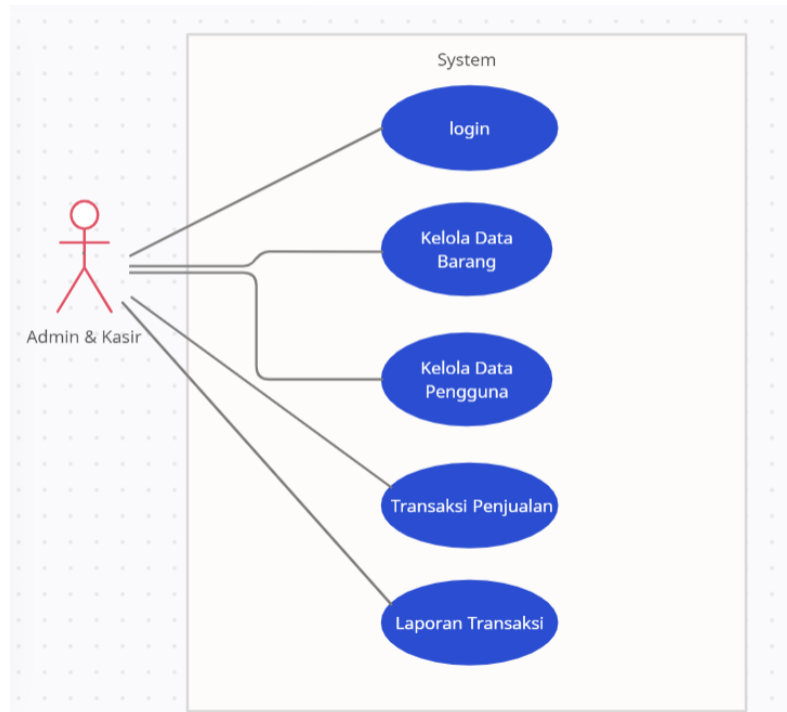 System
login
Kelola Data
Barang
Admin & Kasir
Kelola Data
Pengguna
Transaksi Penjualan
Laporan Transaksi